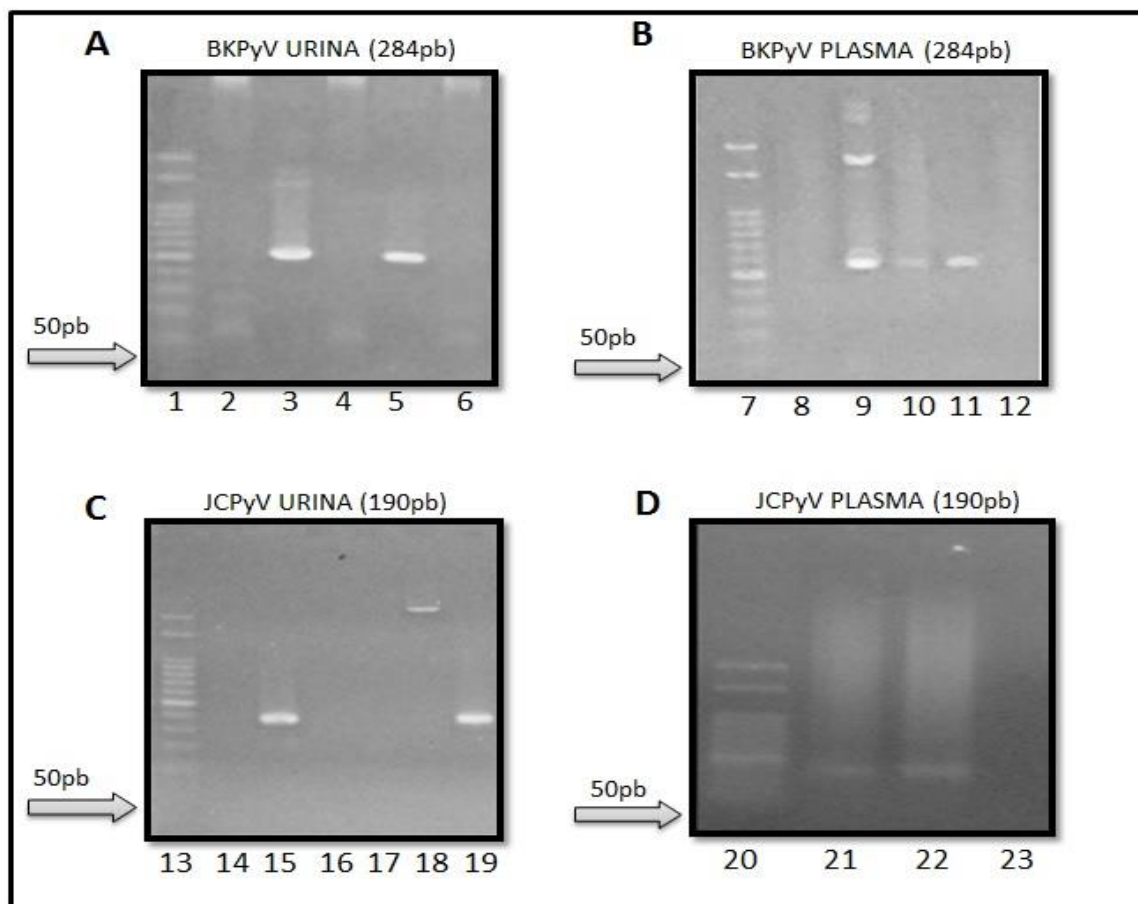 A
BKPyV URINA (284pb)
50pb
1 2 3 4 5 6
B
BKPyV PLASMA (284pb)
50pb
7 8 9 10 11 12
C
JCPyV URINA (190pb)
50pb
13 14 15 16 17 18 19
D
JCPyV PLASMA (190pb)
50pb
20 21 22 23